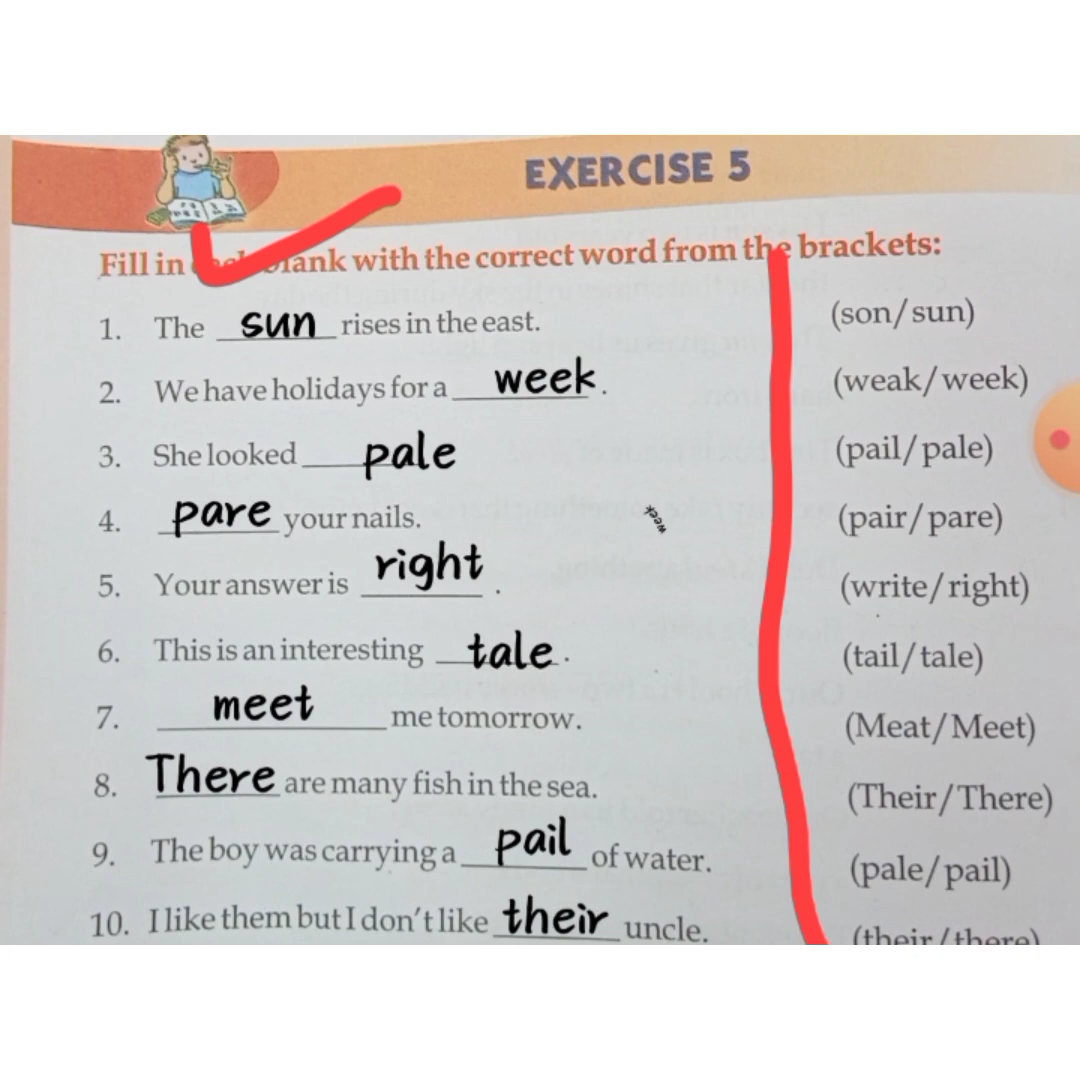 EXERCISE 5
Fill in each blank with the correct word from the brackets:
1. The sun rises in the east. (son/sun)
2. We have holidays for a week. (weak/week)
3. She looked pale (pail/pale)
4. pare your nails. (pair/pare)
week
5. Your answer is right. (write/right)
6. This is an interesting tale. (tail/tale)
7. meet me tomorrow. (Meat/Meet)
8. There are many fish in the sea. (Their/There)
9. The boy was carrying a pail of water. (pale/pail)
10. I like them but I don't like their uncle. (their/there)